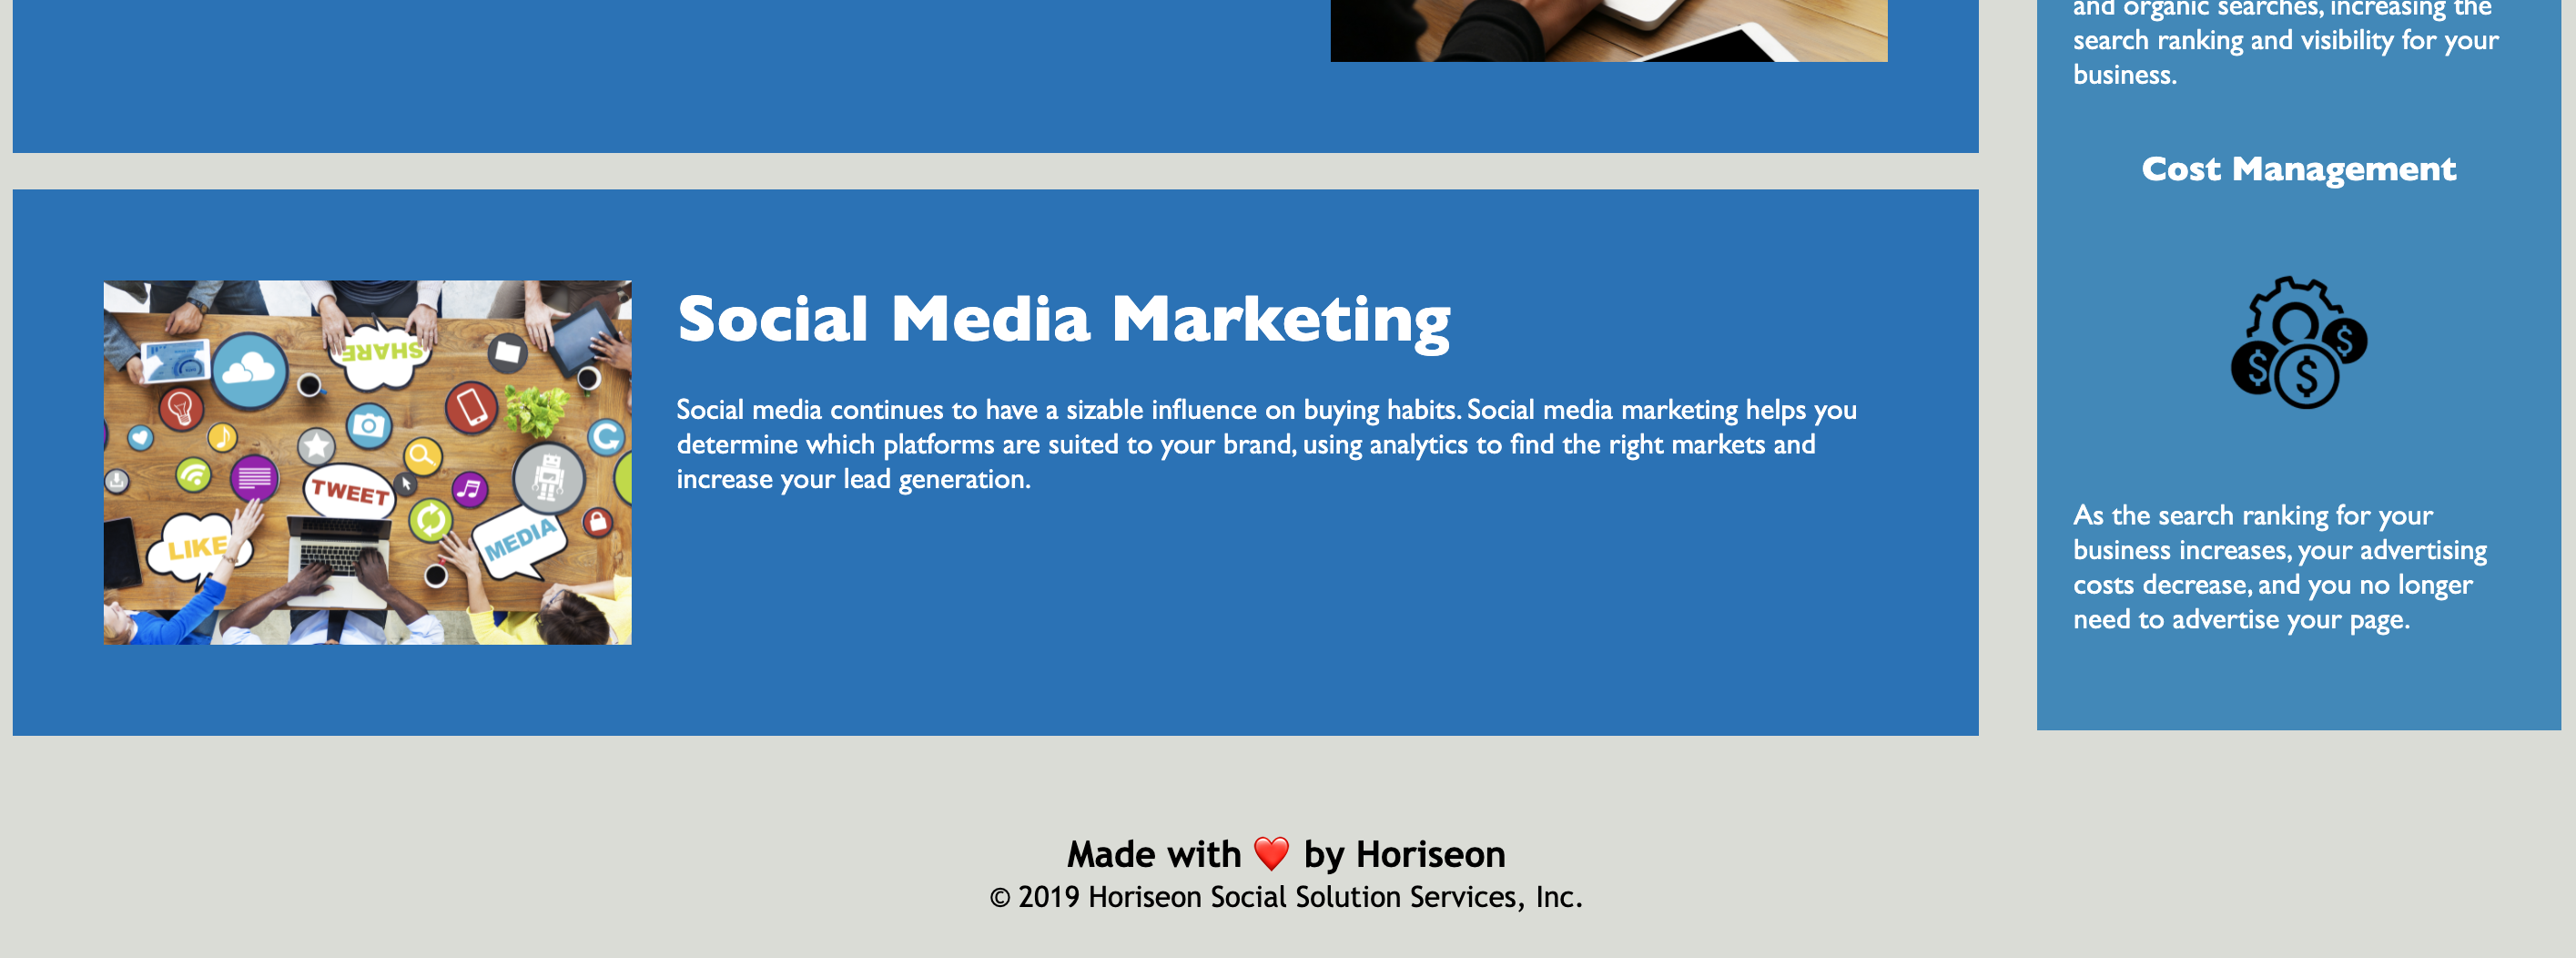 and organic searches, increasing the
search ranking and visibility for your
business.
Cost Management
$ $ $
As the search ranking for your
business increases, your advertising
costs decrease, and you no longer
need to advertise your page.
SHARE
TWEET
LIKE
MEDIA
Social Media Marketing
Social media continues to have a sizable influence on buying habits. Social media marketing helps you
determine which platforms are suited to your brand, using analytics to find the right markets and
increase your lead generation.
Made with ❤️ by Horiseon
© 2019 Horiseon Social Solution Services, Inc.